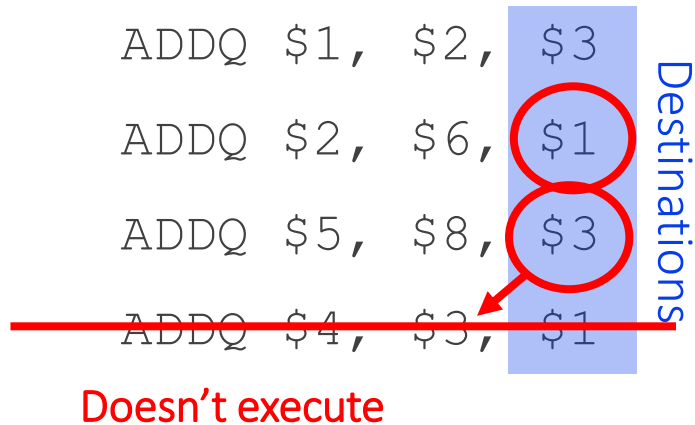 ADDQ $1, $2, $3
ADDQ $2, $6, $1
ADDQ $5, $8, $3
ADDQ $4, $3, $1
Destinations
Doesn’t execute